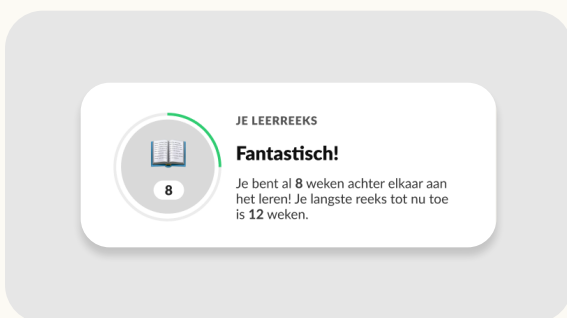 JE LEERREEKS
Fantastisch!
8
Je bent al 8 weken achter elkaar aan
het leren! Je langste reeks tot nu toe
is 12 weken.